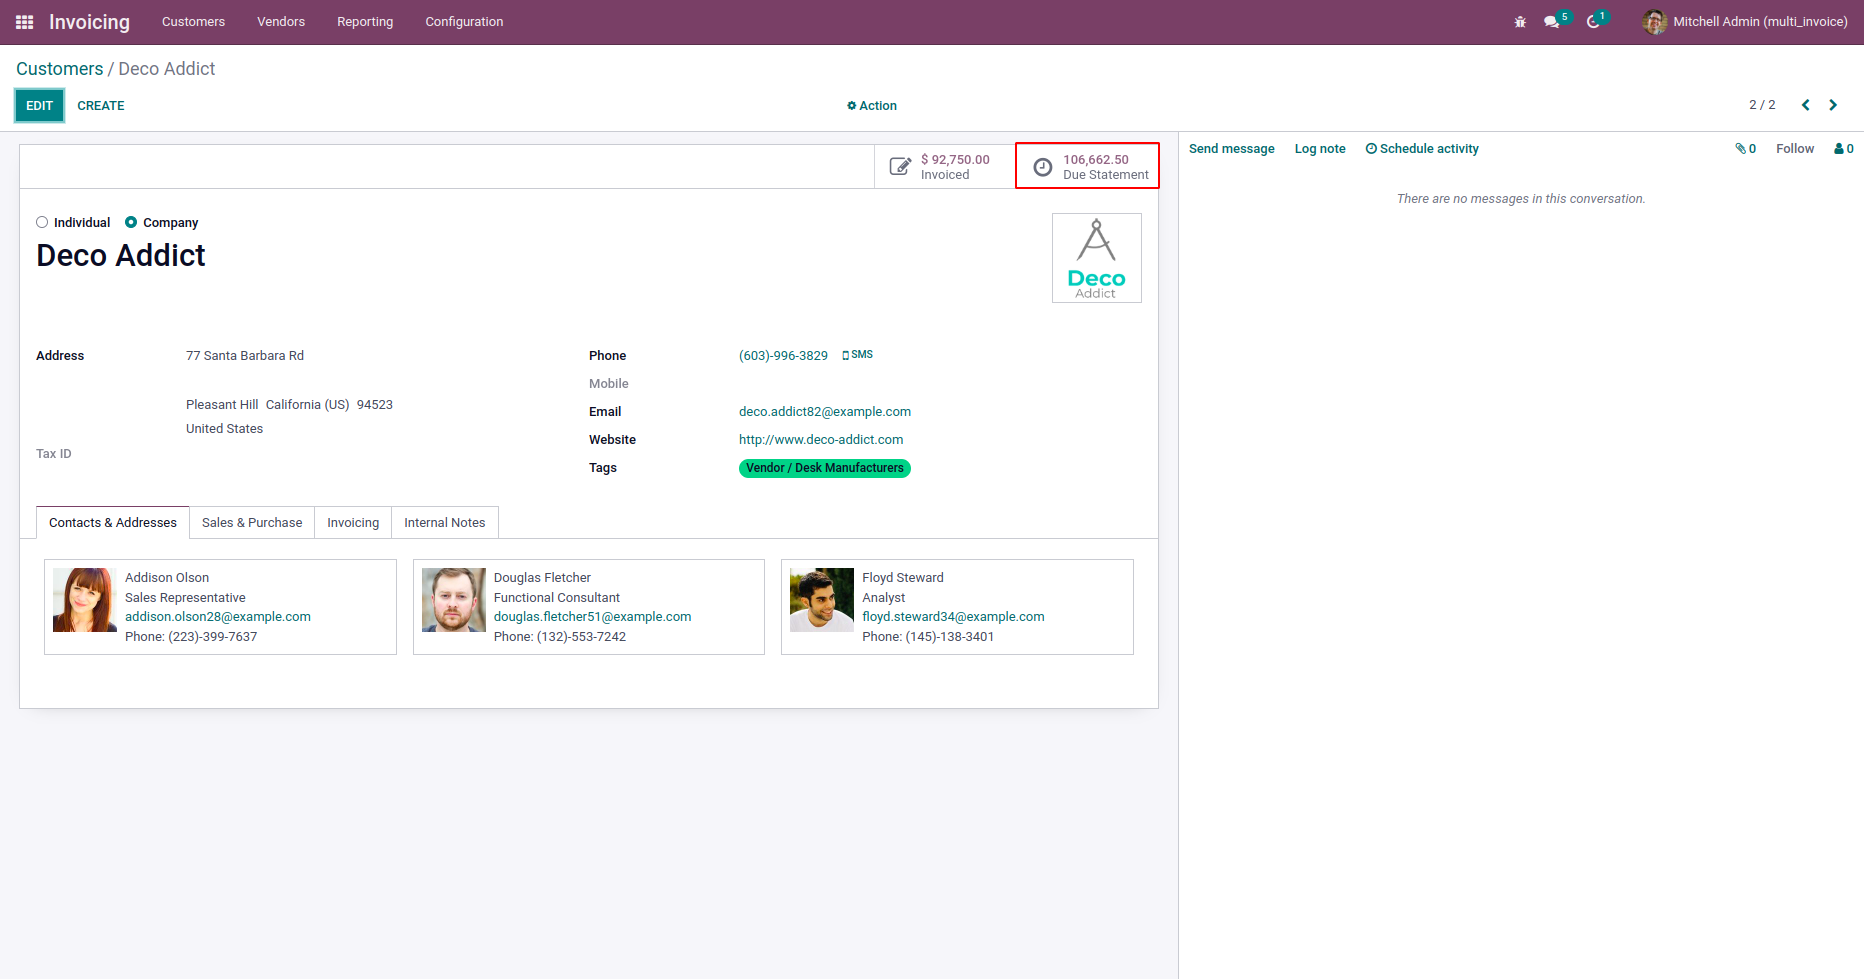 Invoicing Customers Vendors Reporting Configuration 5 1 Mitchell Admin (multi_invoice)
Customers / Deco Addict
EDIT CREATE Action 2 / 2
$ 92,750.00
Invoiced
106,662.50
Due Statement
Send message Log note Schedule activity 0 Follow 0
There are no messages in this conversation.
Individual Company
Deco Addict
Deco
Addict
Address 77 Santa Barbara Rd
Pleasant Hill California (US) 94523
United States
Tax ID
Phone (603)-996-3829 SMS
Mobile
Email deco.addict82@example.com
Website http://www.deco-addict.com
Tags Vendor / Desk Manufacturers
Contacts & Addresses Sales & Purchase Invoicing Internal Notes
Addison Olson
Sales Representative
addison.olson28@example.com
Phone: (223)-399-7637
Douglas Fletcher
Functional Consultant
douglas.fletcher51@example.com
Phone: (132)-553-7242
Floyd Steward
Analyst
floyd.steward34@example.com
Phone: (145)-138-3401